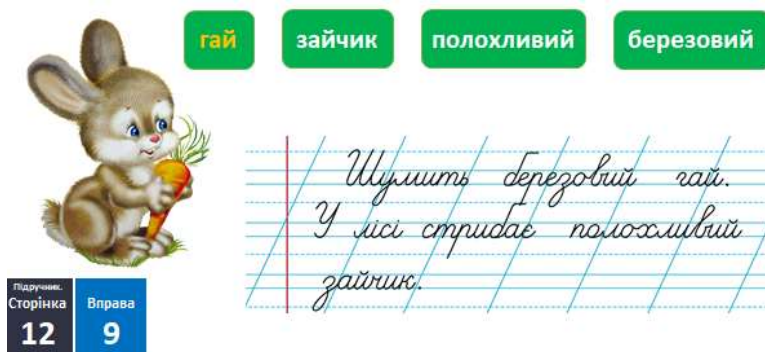 гай зайчик полохливий березовий
Шумить березовий гай.
У лісі стрибає полохливий
зайчик.
Підручник.
Сторінка
12
Вправа
9